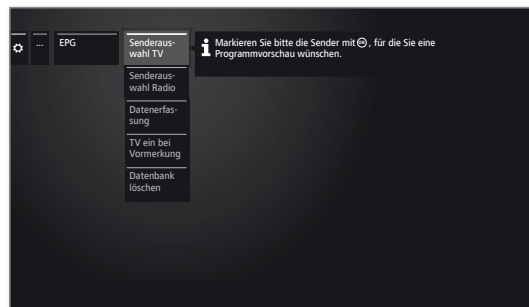 ...
EPG
Senderaus-
wahl TV
Markieren Sie bitte die Sender mit OK, für die Sie eine
Programmvorschau wünschen.
Senderaus-
wahl Radio
Datenerfas-
sung
TV ein bei
Vormerkung
Datenbank
löschen